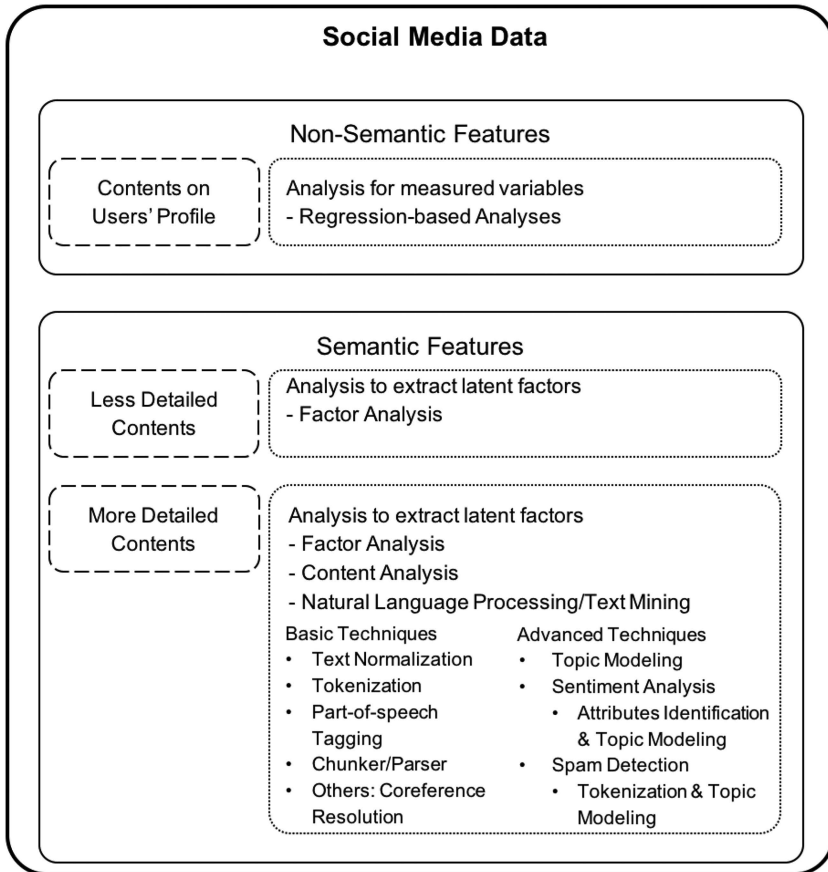 Social Media Data
Non-Semantic Features
Contents on
Users' Profile
Analysis for measured variables
- Regression-based Analyses
Semantic Features
Less Detailed
Contents
Analysis to extract latent factors
- Factor Analysis
More Detailed
Contents
Analysis to extract latent factors
- Factor Analysis
- Content Analysis
- Natural Language Processing/Text Mining
Basic Techniques
• Text Normalization
• Tokenization
• Part-of-speech
Tagging
• Chunker/Parser
• Others: Coreference
Resolution
Advanced Techniques
• Topic Modeling
• Sentiment Analysis
• Attributes Identification
& Topic Modeling
• Spam Detection
• Tokenization & Topic
Modeling